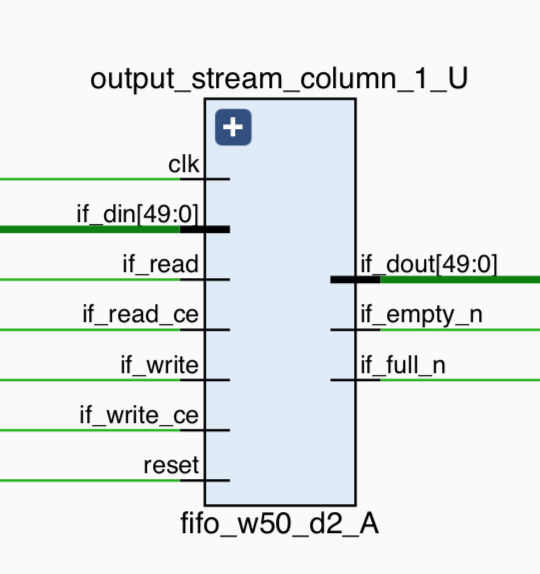 output_stream_column_1_U
clk
if_din[49:0]
if_read
if_dout[49:0]
if_read_ce
if_empty_n
if_write
if_full_n
if_write_ce
reset
fifo_w50_d2_A